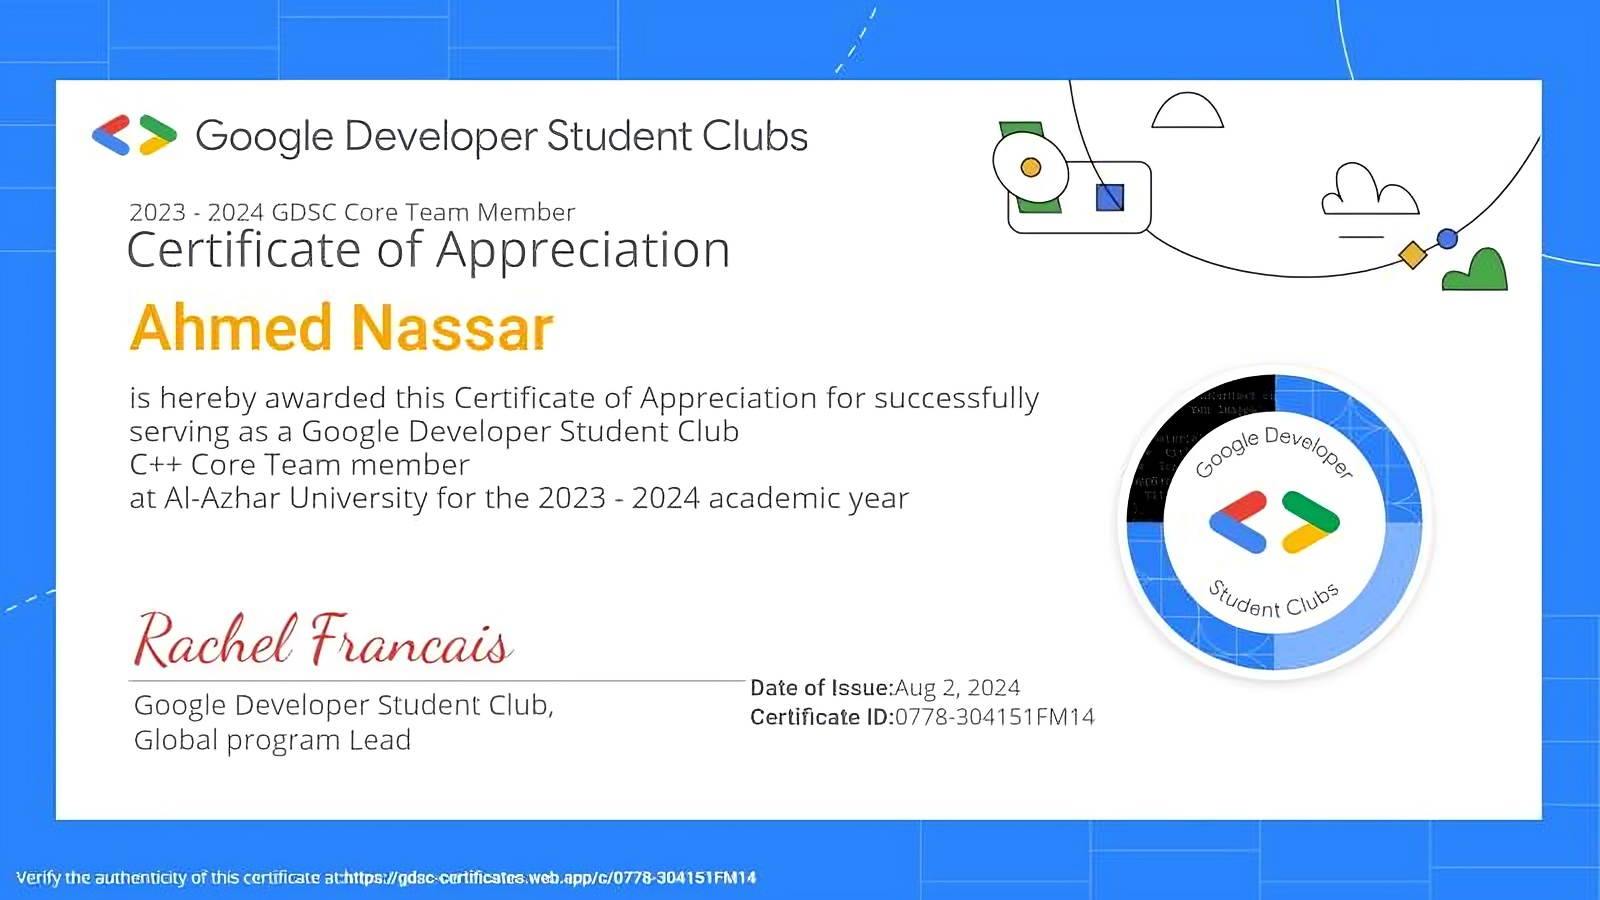 Google Developer Student Clubs
2023 - 2024 GDSC Core Team Member
Certificate of Appreciation
Ahmed Nassar
is hereby awarded this Certificate of Appreciation for successfully
serving as a Google Developer Student Club
C++ Core Team member
at Al-Azhar University for the 2023 - 2024 academic year
Google Developer
Student Clubs
Rachel Francais
Google Developer Student Club,
Global program Lead
Date of Issue:Aug 2, 2024
Certificate ID:0778-304151FM14
Verify the authenticity of this certificate at:https://gdsc-certificates.web.app/c/0778-304151FM14